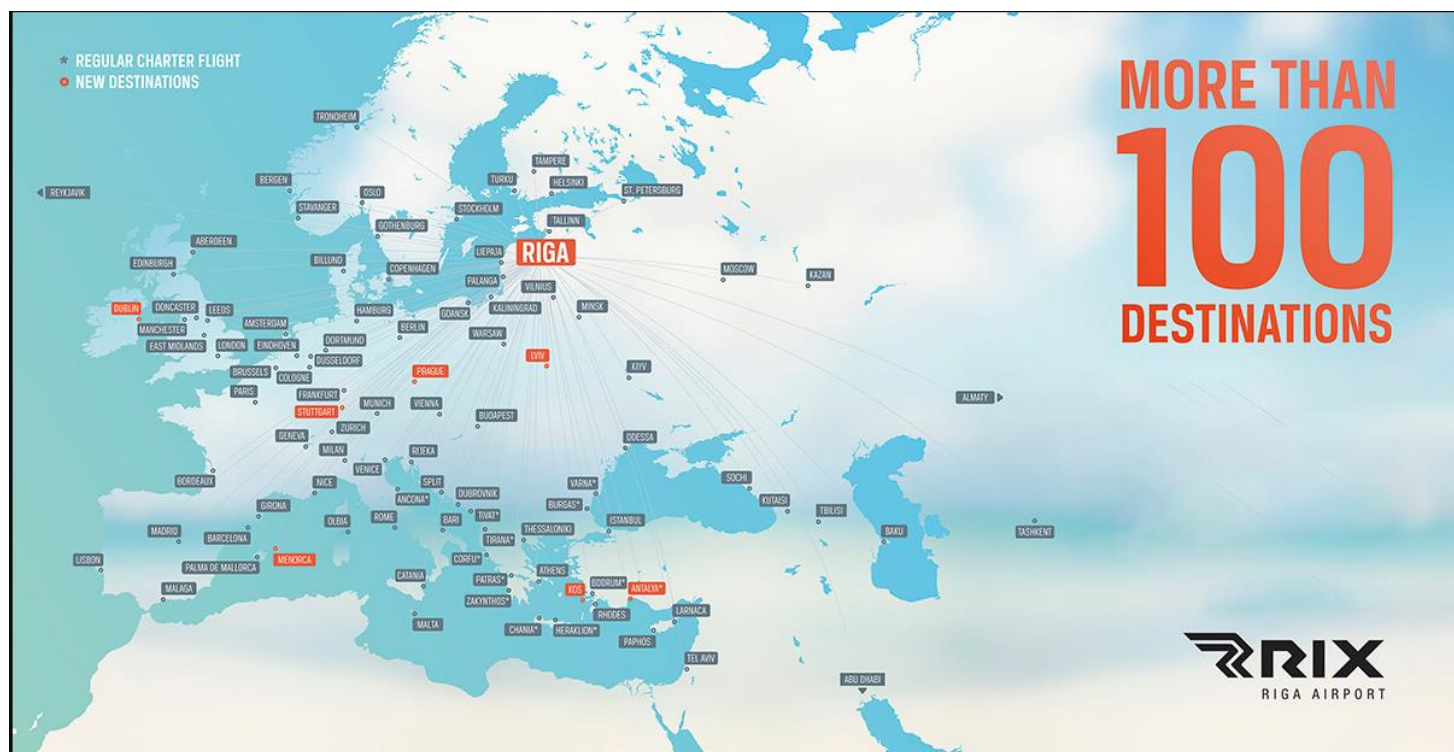 * REGULAR CHARTER FLIGHT
NEW DESTINATIONS
MORE THAN
100
DESTINATIONS
TRONDHEIM
TAMPERE
BERGEN
TURKU
HELSINKI
REYKJAVIK
OSLO
ST. PETERSBURG
STAVANGER
STOCKHOLM
GOTHENBURG
TALLINN
ABERDEEN
RIGA
LIEPAJA
EDINBURGH
BILLUND
COPENHAGEN
MOSCOW
KAZAN
PALANGA
VILNIUS
DUBLIN
DONCASTER
LEEDS
HAMBURG
GDANSK
KALININGRAD
MINSK
MANCHESTER
AMSTERDAM
BERLIN
WARSAW
EAST MIDLANDS
LONDON
EINDHOVEN
DORTMUND
DUSSELDORF
LVIV
BRUSSELS
COLOGNE
PRAGUE
KIYV
PARIS
FRANKFURT
STUTTGART
MUNICH
VIENNA
ALMATY
BUDAPEST
GENEVA
ZURICH
ODESSA
MILAN
VENICE
RIJEKA
BORDEAUX
NICE
SPLIT
VARNA*
SOCHI
ANCONA*
DUBROVNIK
BURGAS*
KUTAISI
GIRONA
OLBIA
ROME
BARI
TIVAT*
THESSALONIKI
ISTANBUL
TBILISI
MADRID
BARCELONA
TIRANA*
BAKU
TASHKENT
LISBON
PALMA DE MALLORCA
MENORCA
CORFU*
CATANIA
PATRAS*
ATHENS
KOS
BODRUM*
ANTALYA*
MALAGA
ZAKYNTHOS*
RHODES
LARNACA
MALTA
CHANIA*
HERAKLION*
PAPHOS
TEL AVIV
ABU DHABI
RIX
RIGA AIRPORT